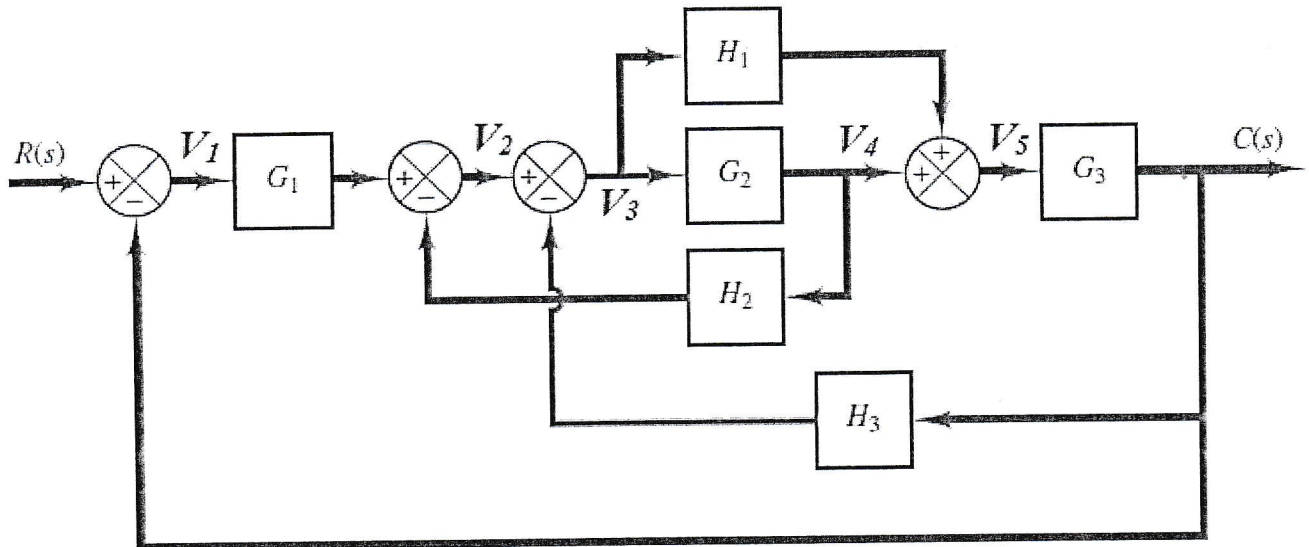 H₁
R(s) V₁ G₁ V₂ V₃ G₂ V₄ V₅ G₃ C(s)
+ − + − + − + +
H₂
H₃